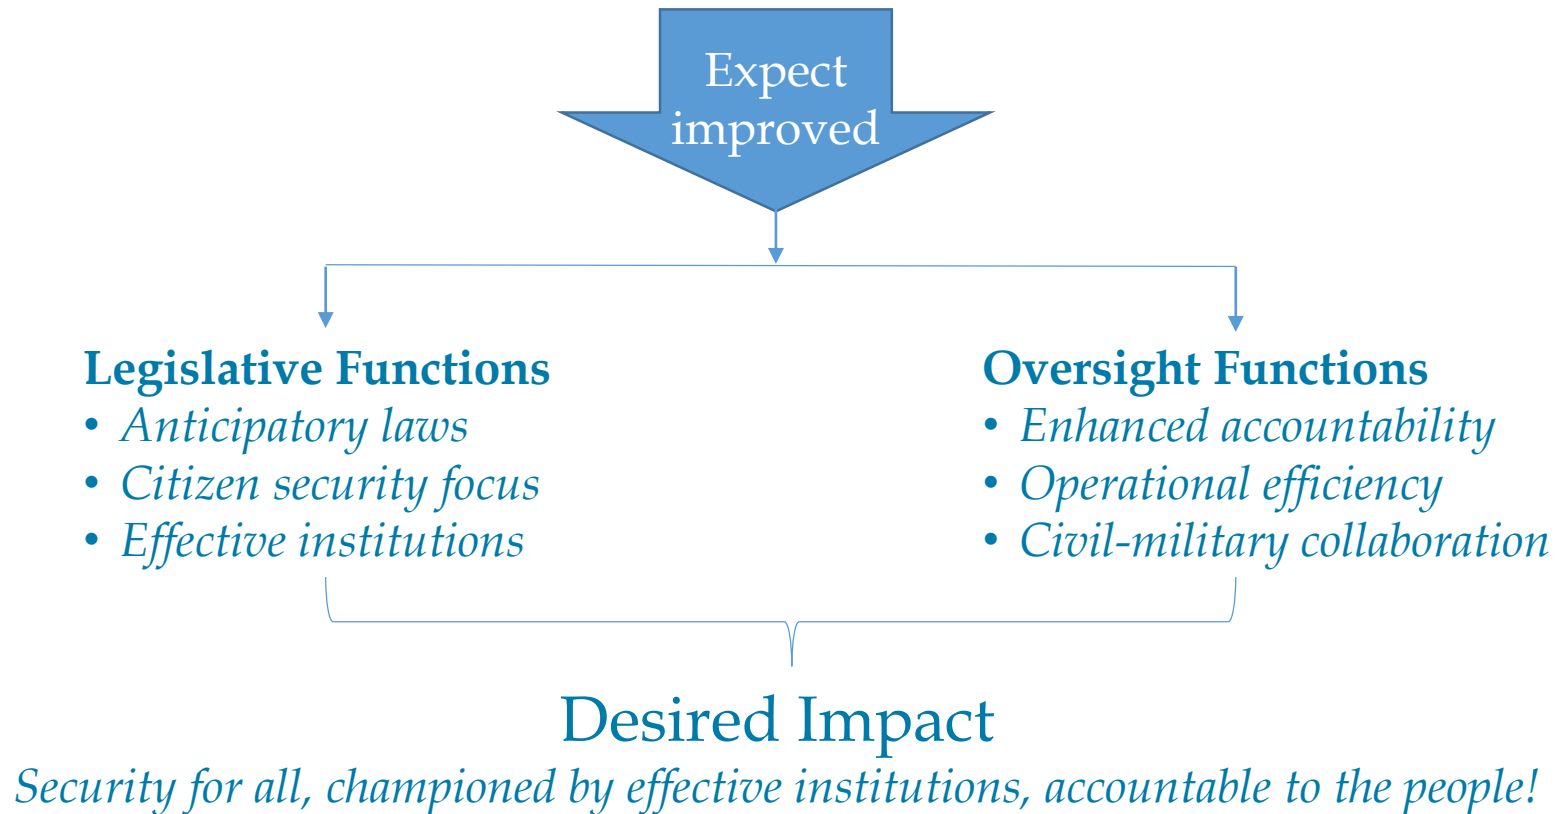 Expect
improved
Legislative Functions
• Anticipatory laws
• Citizen security focus
• Effective institutions
Oversight Functions
• Enhanced accountability
• Operational efficiency
• Civil-military collaboration
Desired Impact
Security for all, championed by effective institutions, accountable to the people!